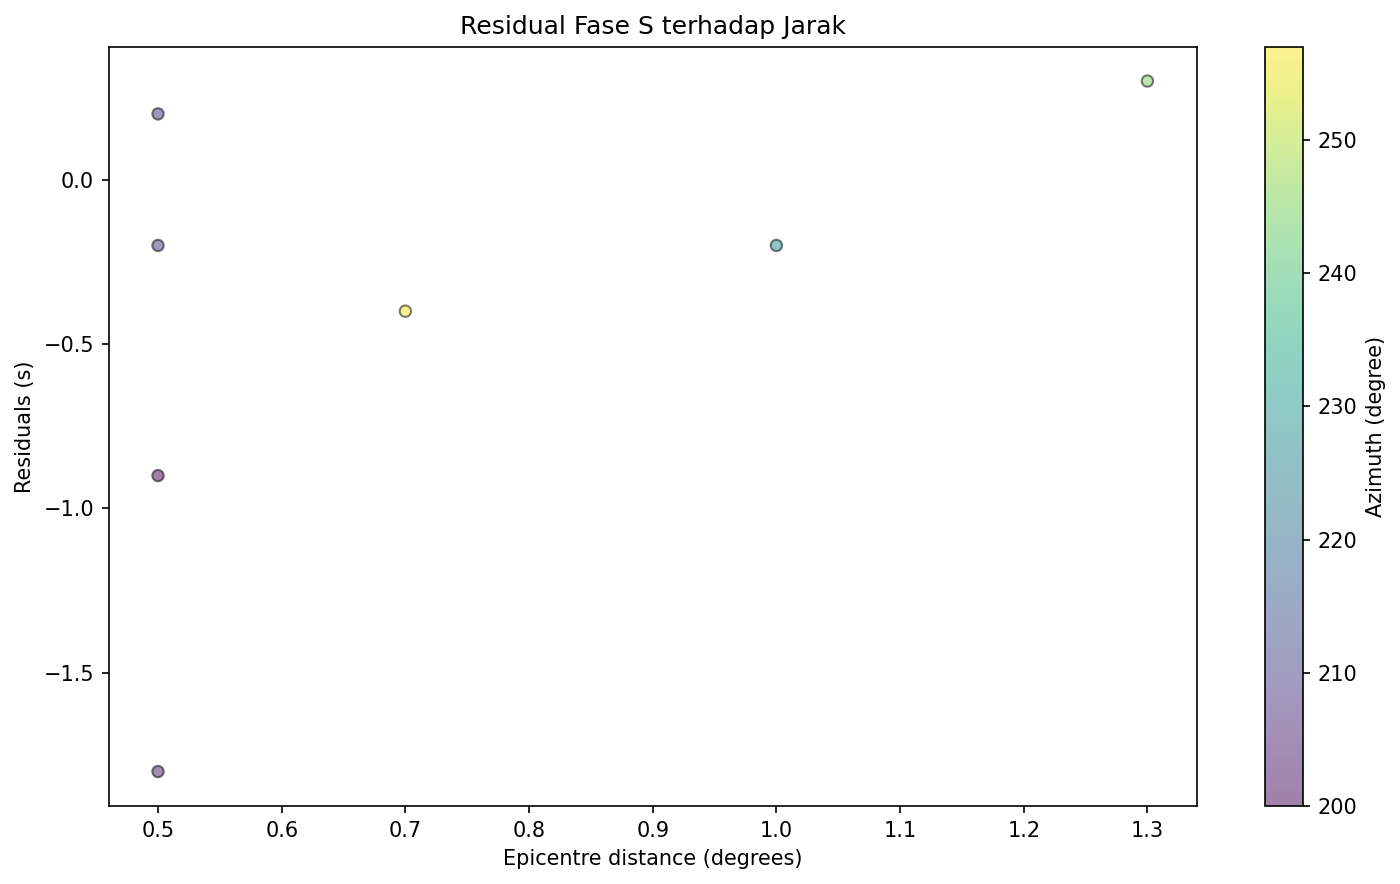 Residual Fase S terhadap Jarak
Residuals (s)
0.0
−0.5
−1.0
−1.5
0.5 0.6 0.7 0.8 0.9 1.0 1.1 1.2 1.3
Epicentre distance (degrees)
250
240
230
220
210
200
Azimuth (degree)